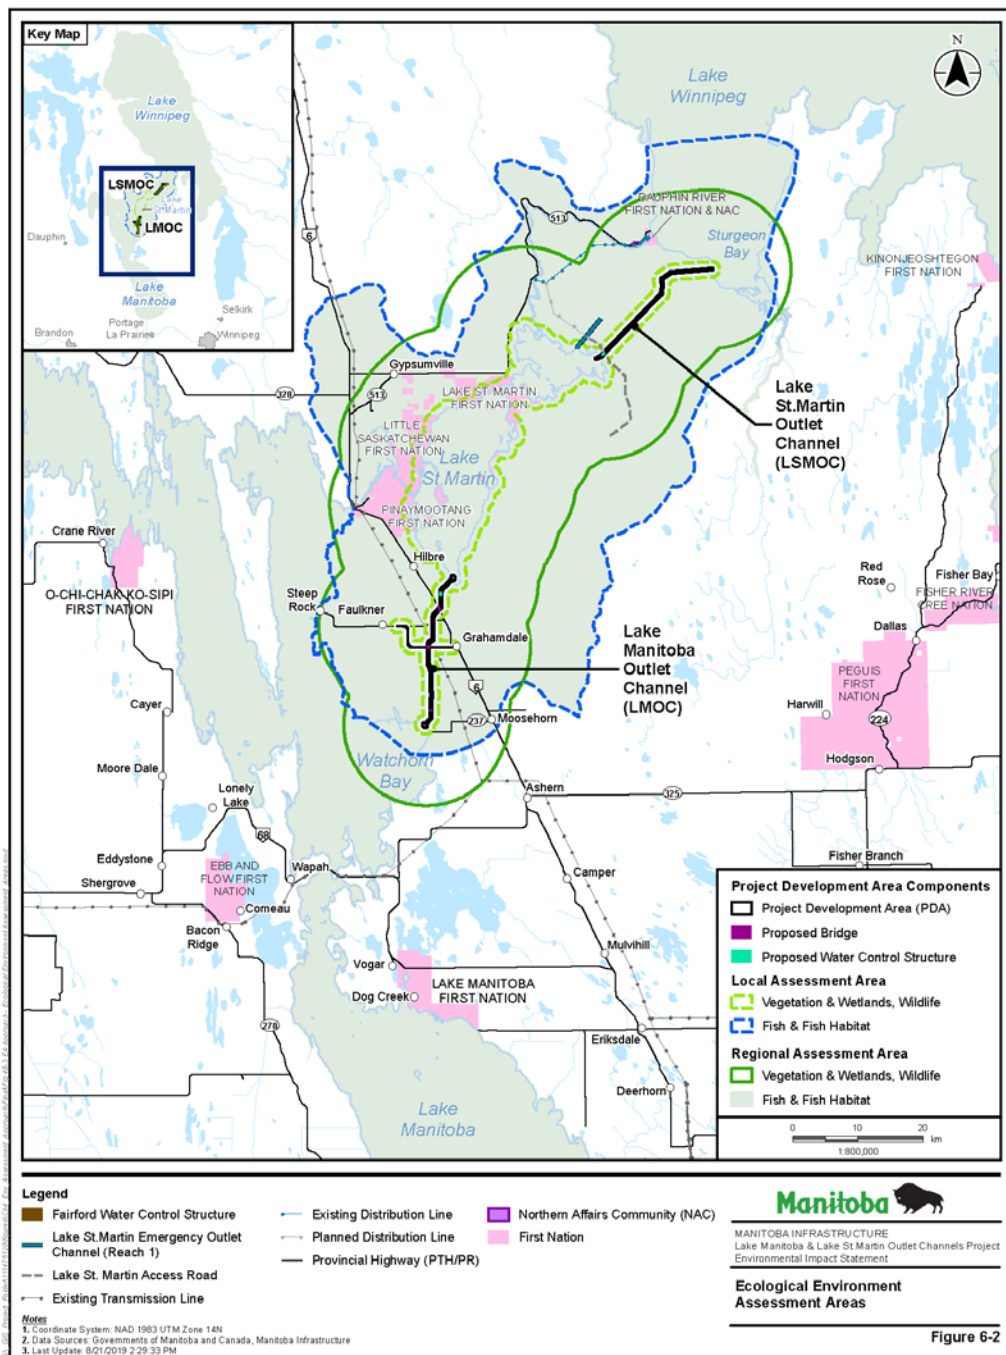 Key Map
Lake
Winnipeg
LSMOC
Lake
St.Martin
LMOC
Dauphin
Lake
Manitoba
Selkirk
Portage
La Prairie
Brandon
Winnipeg
N
Lake
Winnipeg
6
513
DAUPHIN RIVER
FIRST NATION & NAC
Sturgeon
Bay
KINONJEOSHTEGON
FIRST NATION
Gypsumville
328
513
LAKE ST. MARTIN
FIRST NATION
Lake
St.Martin
Outlet
Channel
(LSMOC)
LITTLE
SASKATCHEWAN
FIRST NATION
Lake
St.Martin
PINAYMOOTANG
FIRST NATION
Crane River
Hilbre
O-CHI-CHAK-KO-SIPI
FIRST NATION
Steep
Rock
Faulkner
Red
Rose
Fisher Bay
FISHER RIVER
CREE NATION
Dallas
Grahamdale
Lake
Manitoba
Outlet
Channel
(LMOC)
PEGUIS
FIRST
NATION
6
Cayer
237
Moosehorn
Harwill
224
Watchorn
Bay
Moore Dale
Hodgson
Lonely
Lake
Ashern
325
68
Eddystone
EBB AND
FLOW FIRST
NATION
Wapah
Fisher Branch
Shergrove
Camper
Comeau
Bacon
Ridge
Mulvihill
Vogar
LAKE MANITOBA
FIRST NATION
Dog Creek
278
Eriksdale
Deerhorn
Lake
Manitoba
Project Development Area Components
Project Development Area (PDA)
Proposed Bridge
Proposed Water Control Structure
Local Assessment Area
Vegetation & Wetlands, Wildlife
Fish & Fish Habitat
Regional Assessment Area
Vegetation & Wetlands, Wildlife
Fish & Fish Habitat
0 10 20
km
1:800,000
Legend
Fairford Water Control Structure
Lake St.Martin Emergency Outlet
Channel (Reach 1)
Lake St. Martin Access Road
Existing Transmission Line
Existing Distribution Line
Planned Distribution Line
Provincial Highway (PTH/PR)
Northern Affairs Community (NAC)
First Nation
Notes
1. Coordinate System: NAD 1983 UTM Zone 14N
2. Data Sources: Governments of Manitoba and Canada, Manitoba Infrastructure
3. Last Update: 8/21/2019 2:29:33 PM
Manitoba
MANITOBA INFRASTRUCTURE
Lake Manitoba & Lake St.Martin Outlet Channels Project
Environmental Impact Statement
Ecological Environment
Assessment Areas
Figure 6-2